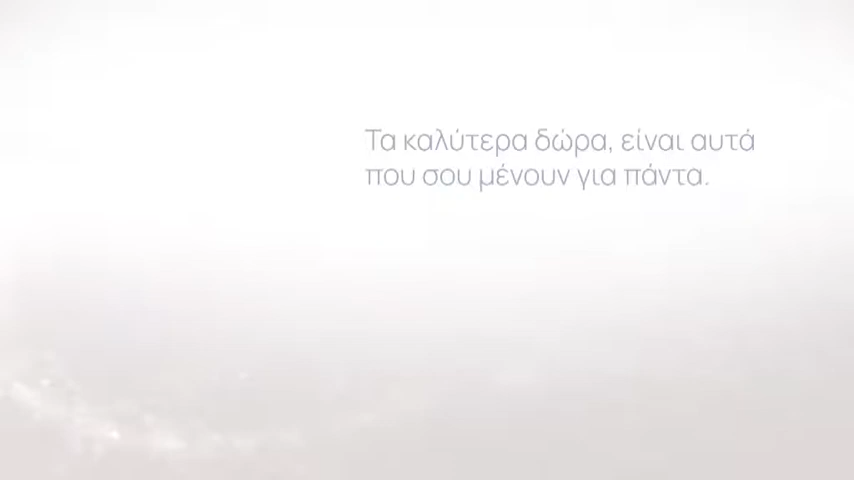 Τα καλύτερα δώρα, είναι αυτά
που σου μένουν για πάντα.